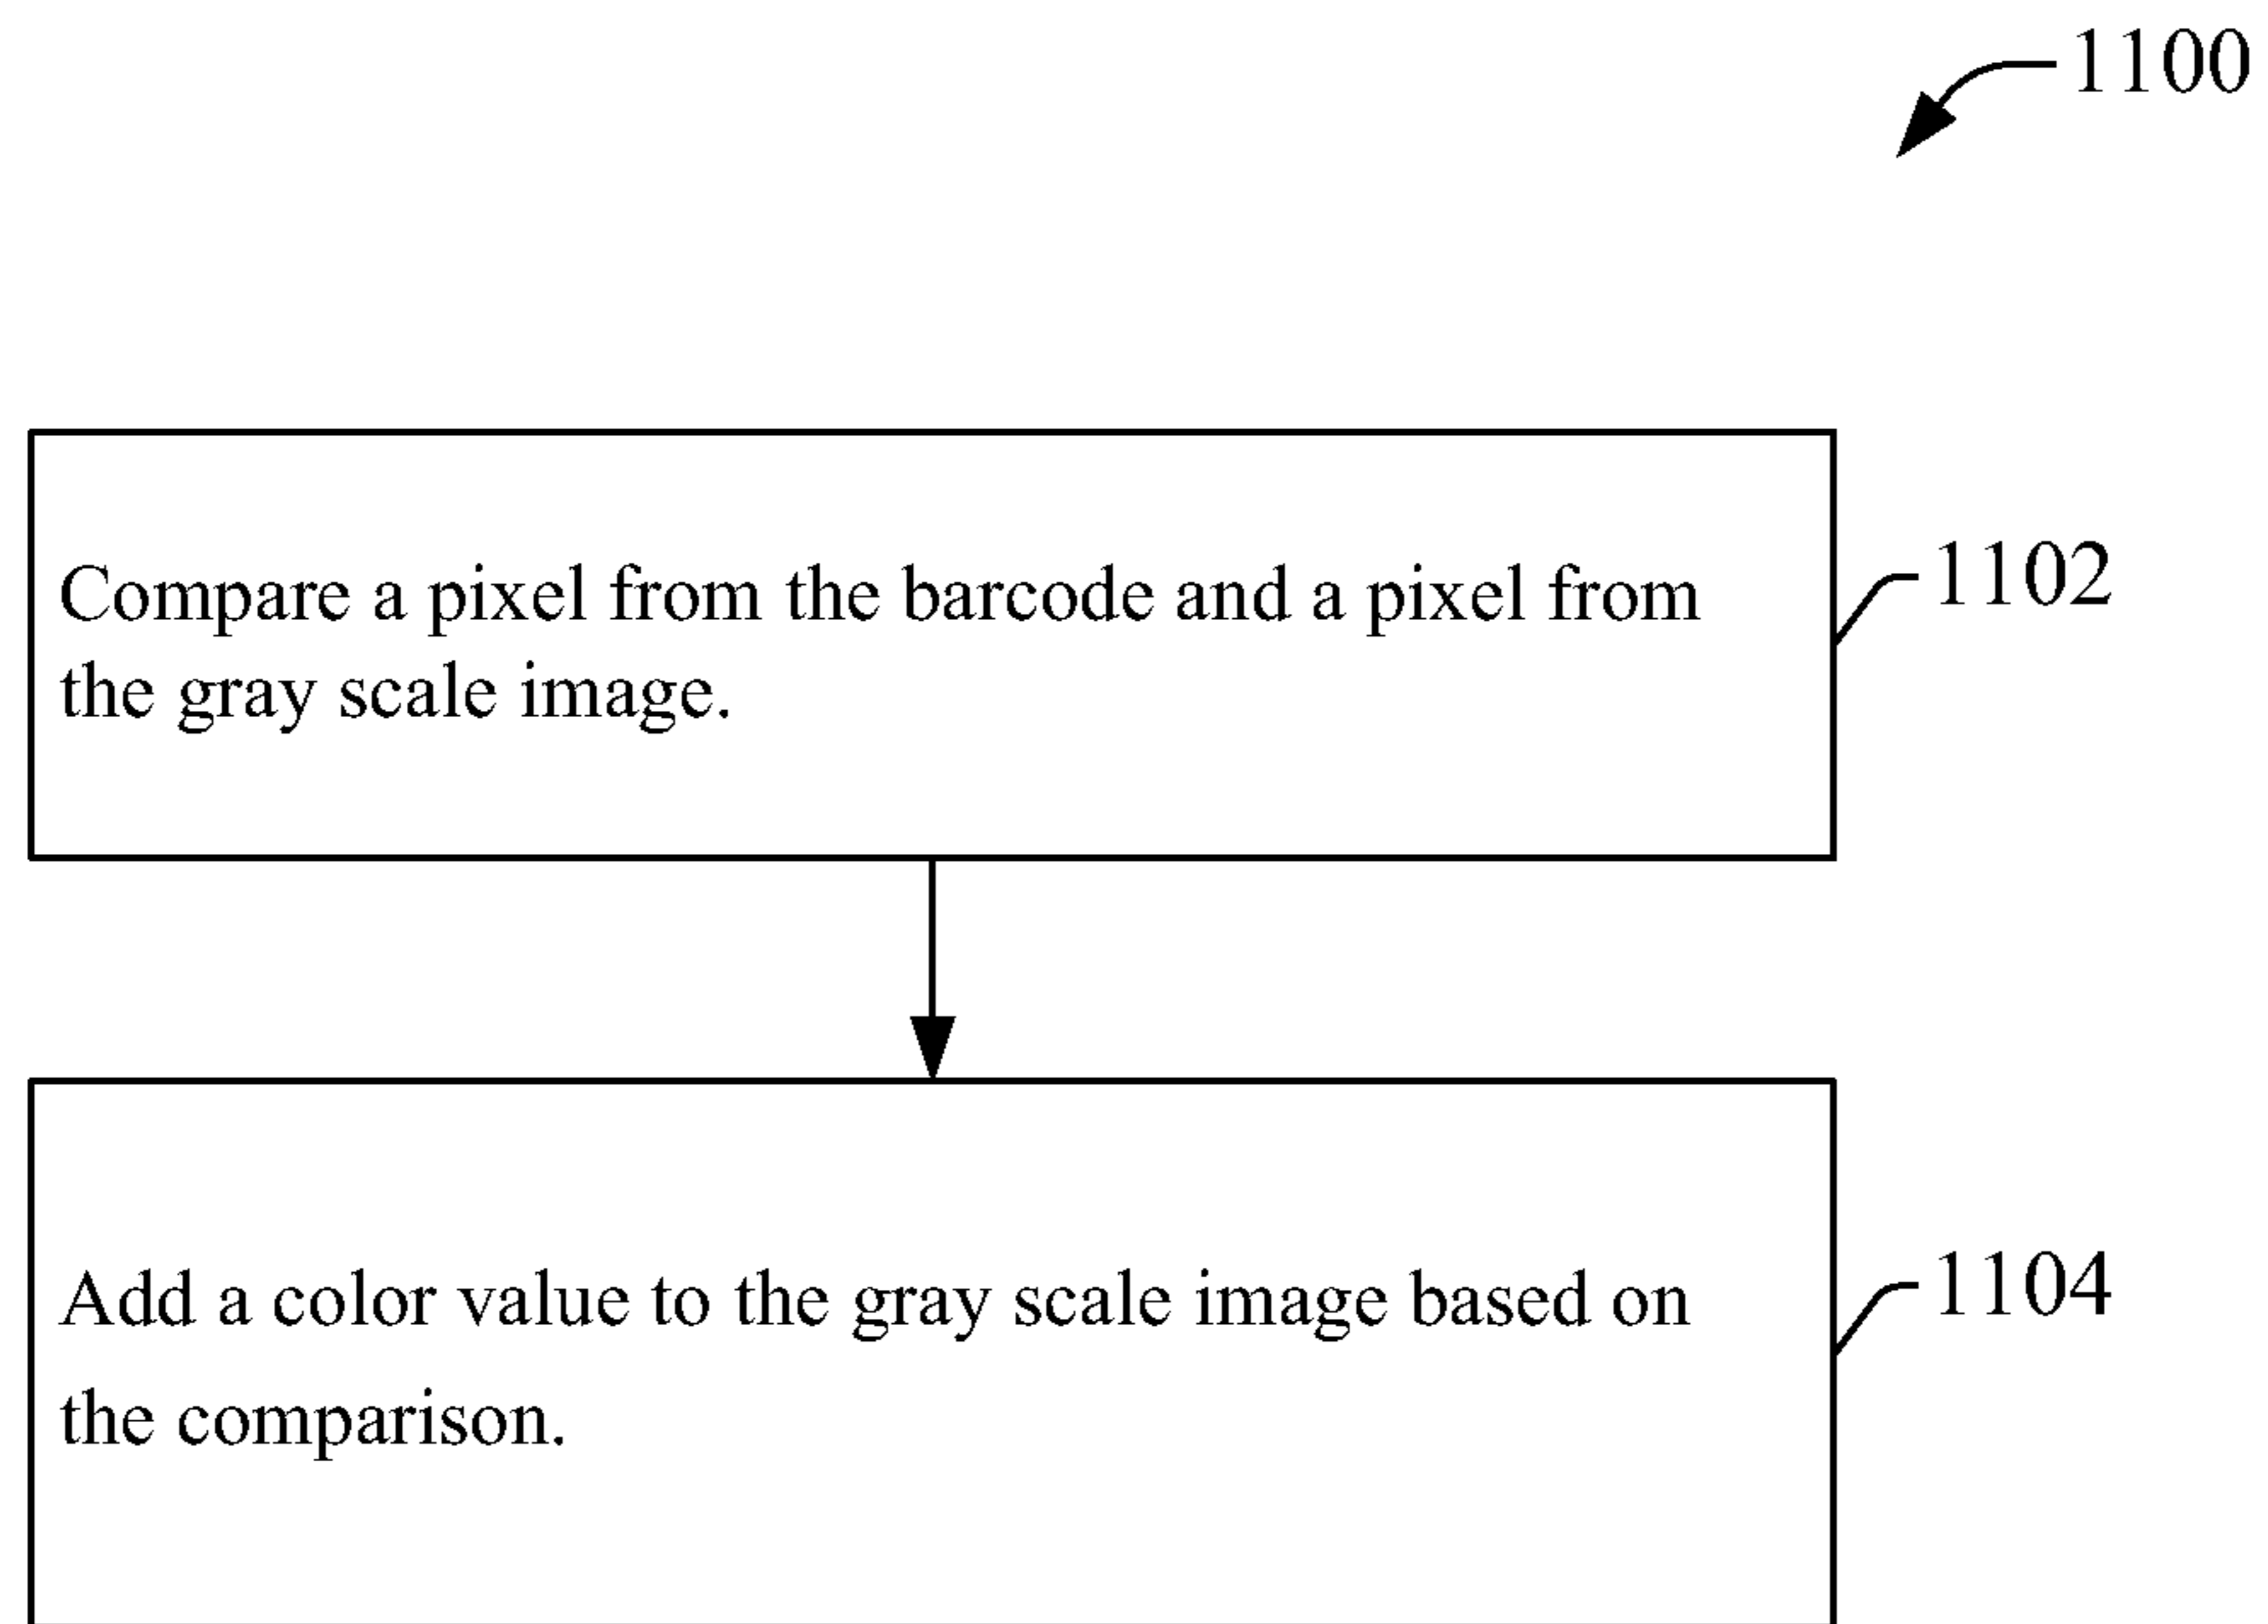 1100
Compare a pixel from the barcode and a pixel from
the gray scale image.
1102
Add a color value to the gray scale image based on
the comparison.
1104